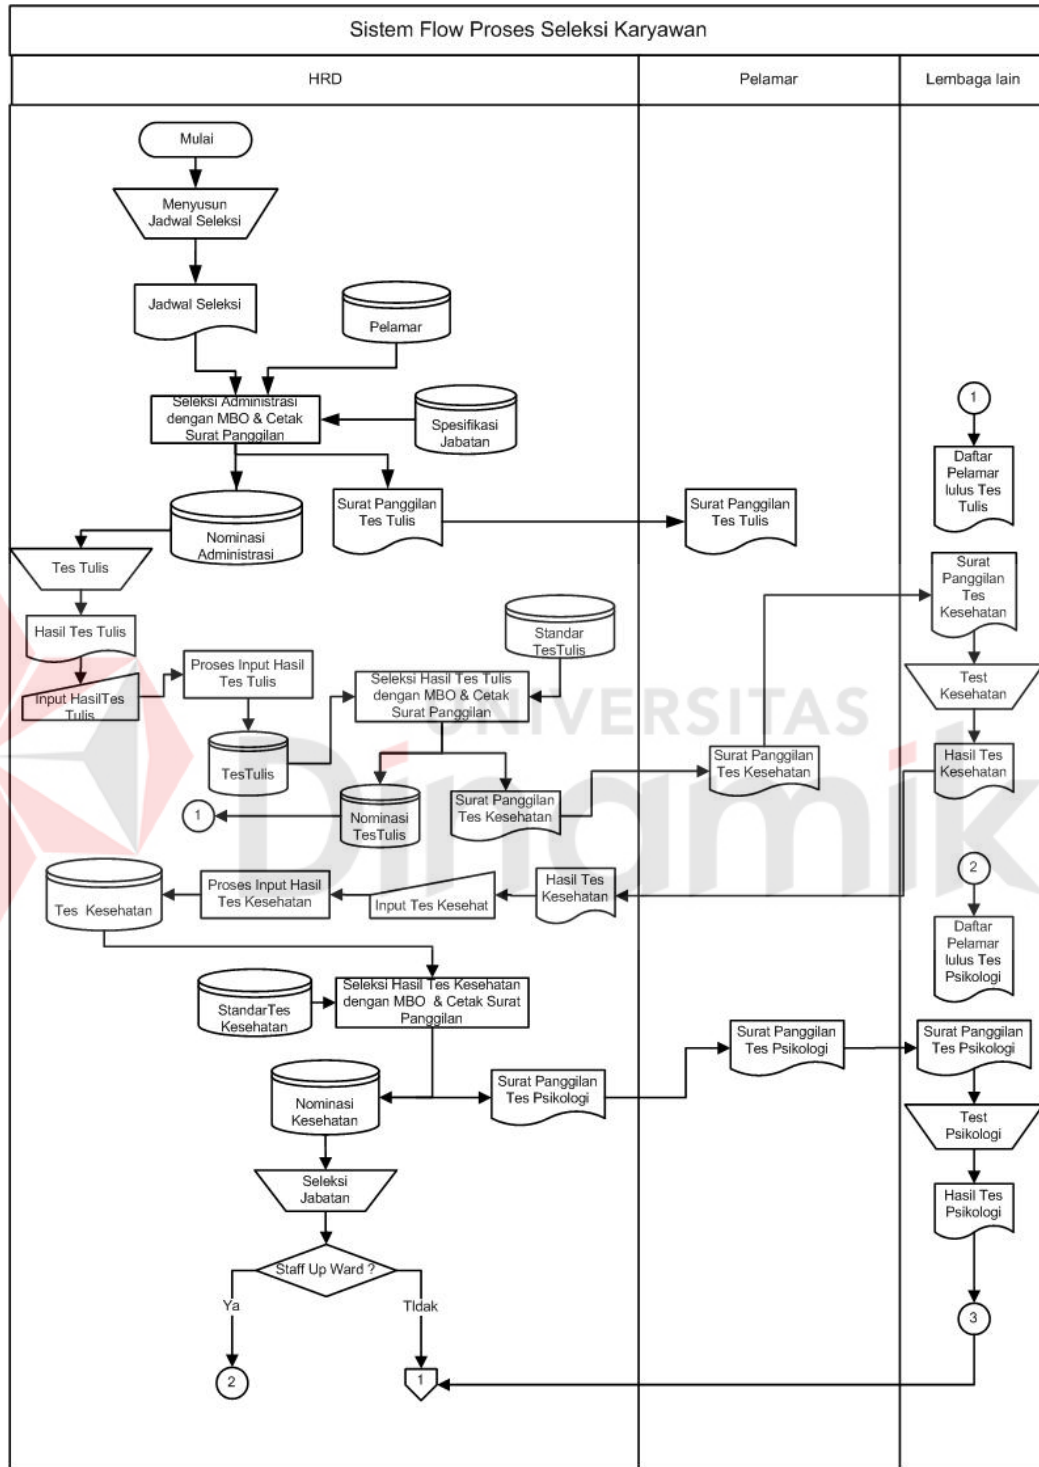 Sistem Flow Proses Seleksi Karyawan
HRD
Pelamar
Lembaga lain
Mulai
Menyusun
Jadwal Seleksi
Jadwal Seleksi
Pelamar
Seleksi Administrasi
dengan MBO & Cetak
Surat Panggilan
Spesifikasi
Jabatan
1
Daftar
Pelamar
lulus Tes
Tulis
Nominasi
Administrasi
Surat Panggilan
Tes Tulis
Surat Panggilan
Tes Tulis
Tes Tulis
Surat
Panggilan
Tes
Kesehatan
Hasil Tes Tulis
Standar
TesTulis
Proses Input Hasil
Tes Tulis
Input HasilTes
Tulis
Seleksi Hasil Tes Tulis
dengan MBO & Cetak
Surat Panggilan
Test
Kesehatan
UNIVERSITAS
Dinamika
TesTulis
Surat Panggilan
Tes Kesehatan
Hasil Tes
Kesehatan
1
Nominasi
TesTulis
Surat Panggilan
Tes Kesehatan
Tes Kesehatan
Proses Input Hasil
Tes Kesehatan
Input Tes Kesehat
Hasil Tes
Kesehatan
2
Daftar
Pelamar
lulus Tes
Psikologi
StandarTes
Kesehatan
Seleksi Hasil Tes Kesehatan
dengan MBO & Cetak Surat
Panggilan
Surat Panggilan
Tes Psikologi
Surat Panggilan
Tes Psikologi
Nominasi
Kesehatan
Surat Panggilan
Tes Psikologi
Test
Psikologi
Seleksi
Jabatan
Hasil Tes
Psikologi
Staff Up Ward ?
Ya
TIdak
3
2
1